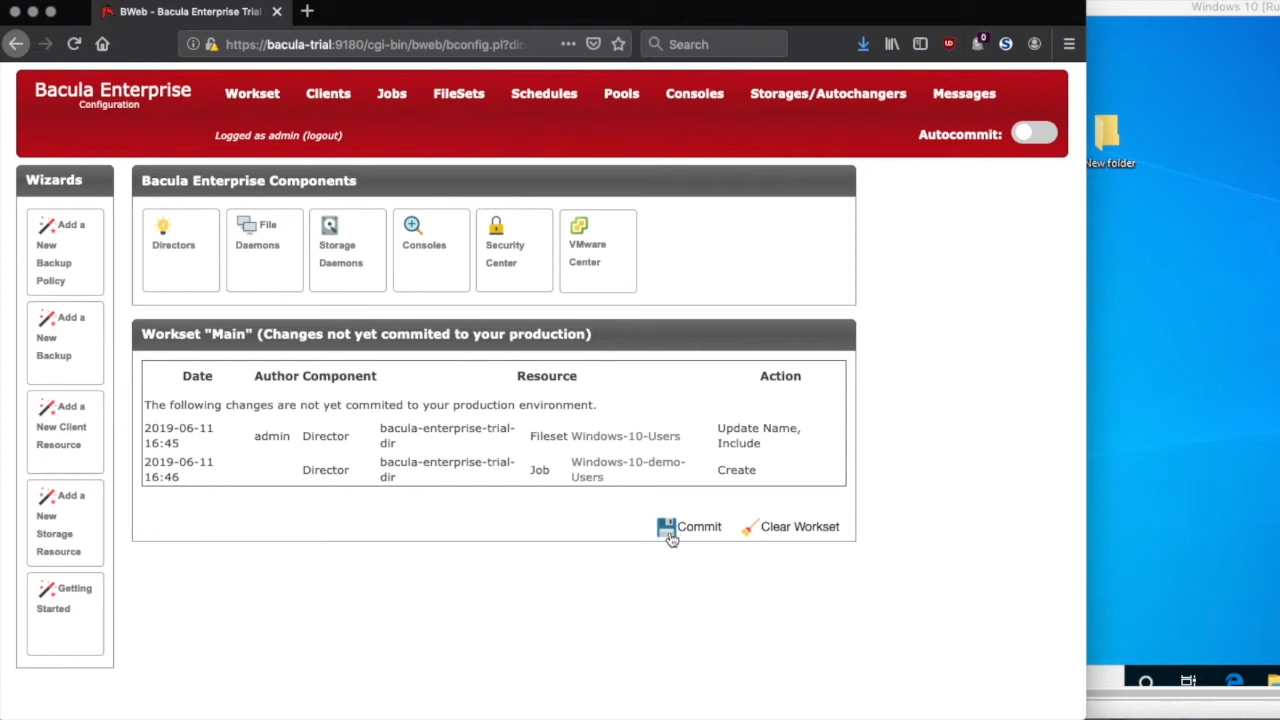 BWeb - Bacula Enterprise Trial
Windows 10 [Ru
https://bacula-trial:9180/cgi-bin/bweb/bconfig.pl?dir
Search
0
Bacula Enterprise
Configuration
Workset
Clients
Jobs
FileSets
Schedules
Pools
Consoles
Storages/Autochangers
Messages
Logged as admin (logout)
Autocommit:
New folder
Wizards
Add a
New
Backup
Policy
Add a
New
Backup
Add a
New Client
Resource
Add a
New
Storage
Resource
Getting
Started
Bacula Enterprise Components
Directors
File
Daemons
Storage
Daemons
Consoles
Security
Center
VMware
Center
Workset "Main" (Changes not yet commited to your production)
Date Author Component Resource Action
The following changes are not yet commited to your production environment.
2019-06-11
16:45
admin
Director
bacula-enterprise-trial-
dir
Fileset
Windows-10-Users
Update Name,
Include
2019-06-11
16:46
Director
bacula-enterprise-trial-
dir
Job
Windows-10-demo-
Users
Create
Commit
Clear Workset